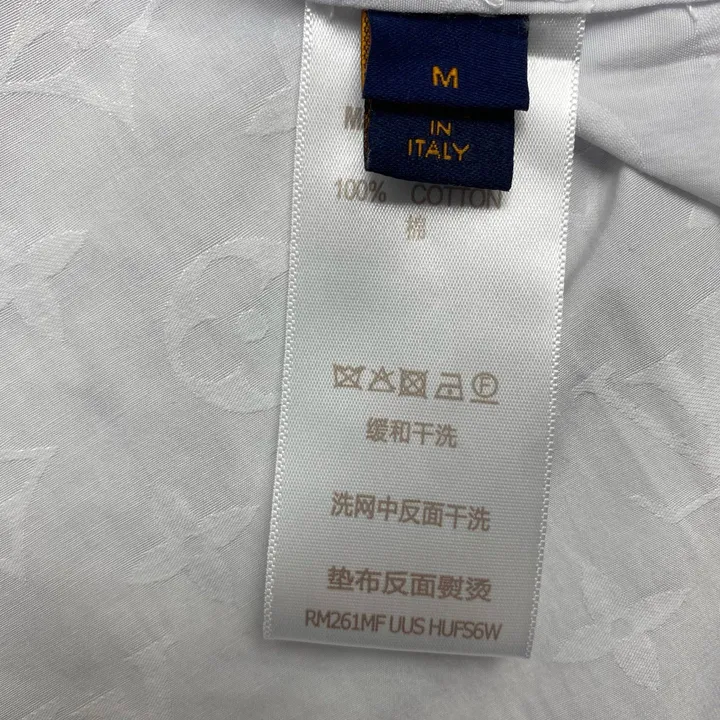 M
IN
ITALY
M
100% COTTON
棉
F
缓和干洗
洗网中反面干洗
垫布反面熨烫
RM261MF UUS HUFS6W